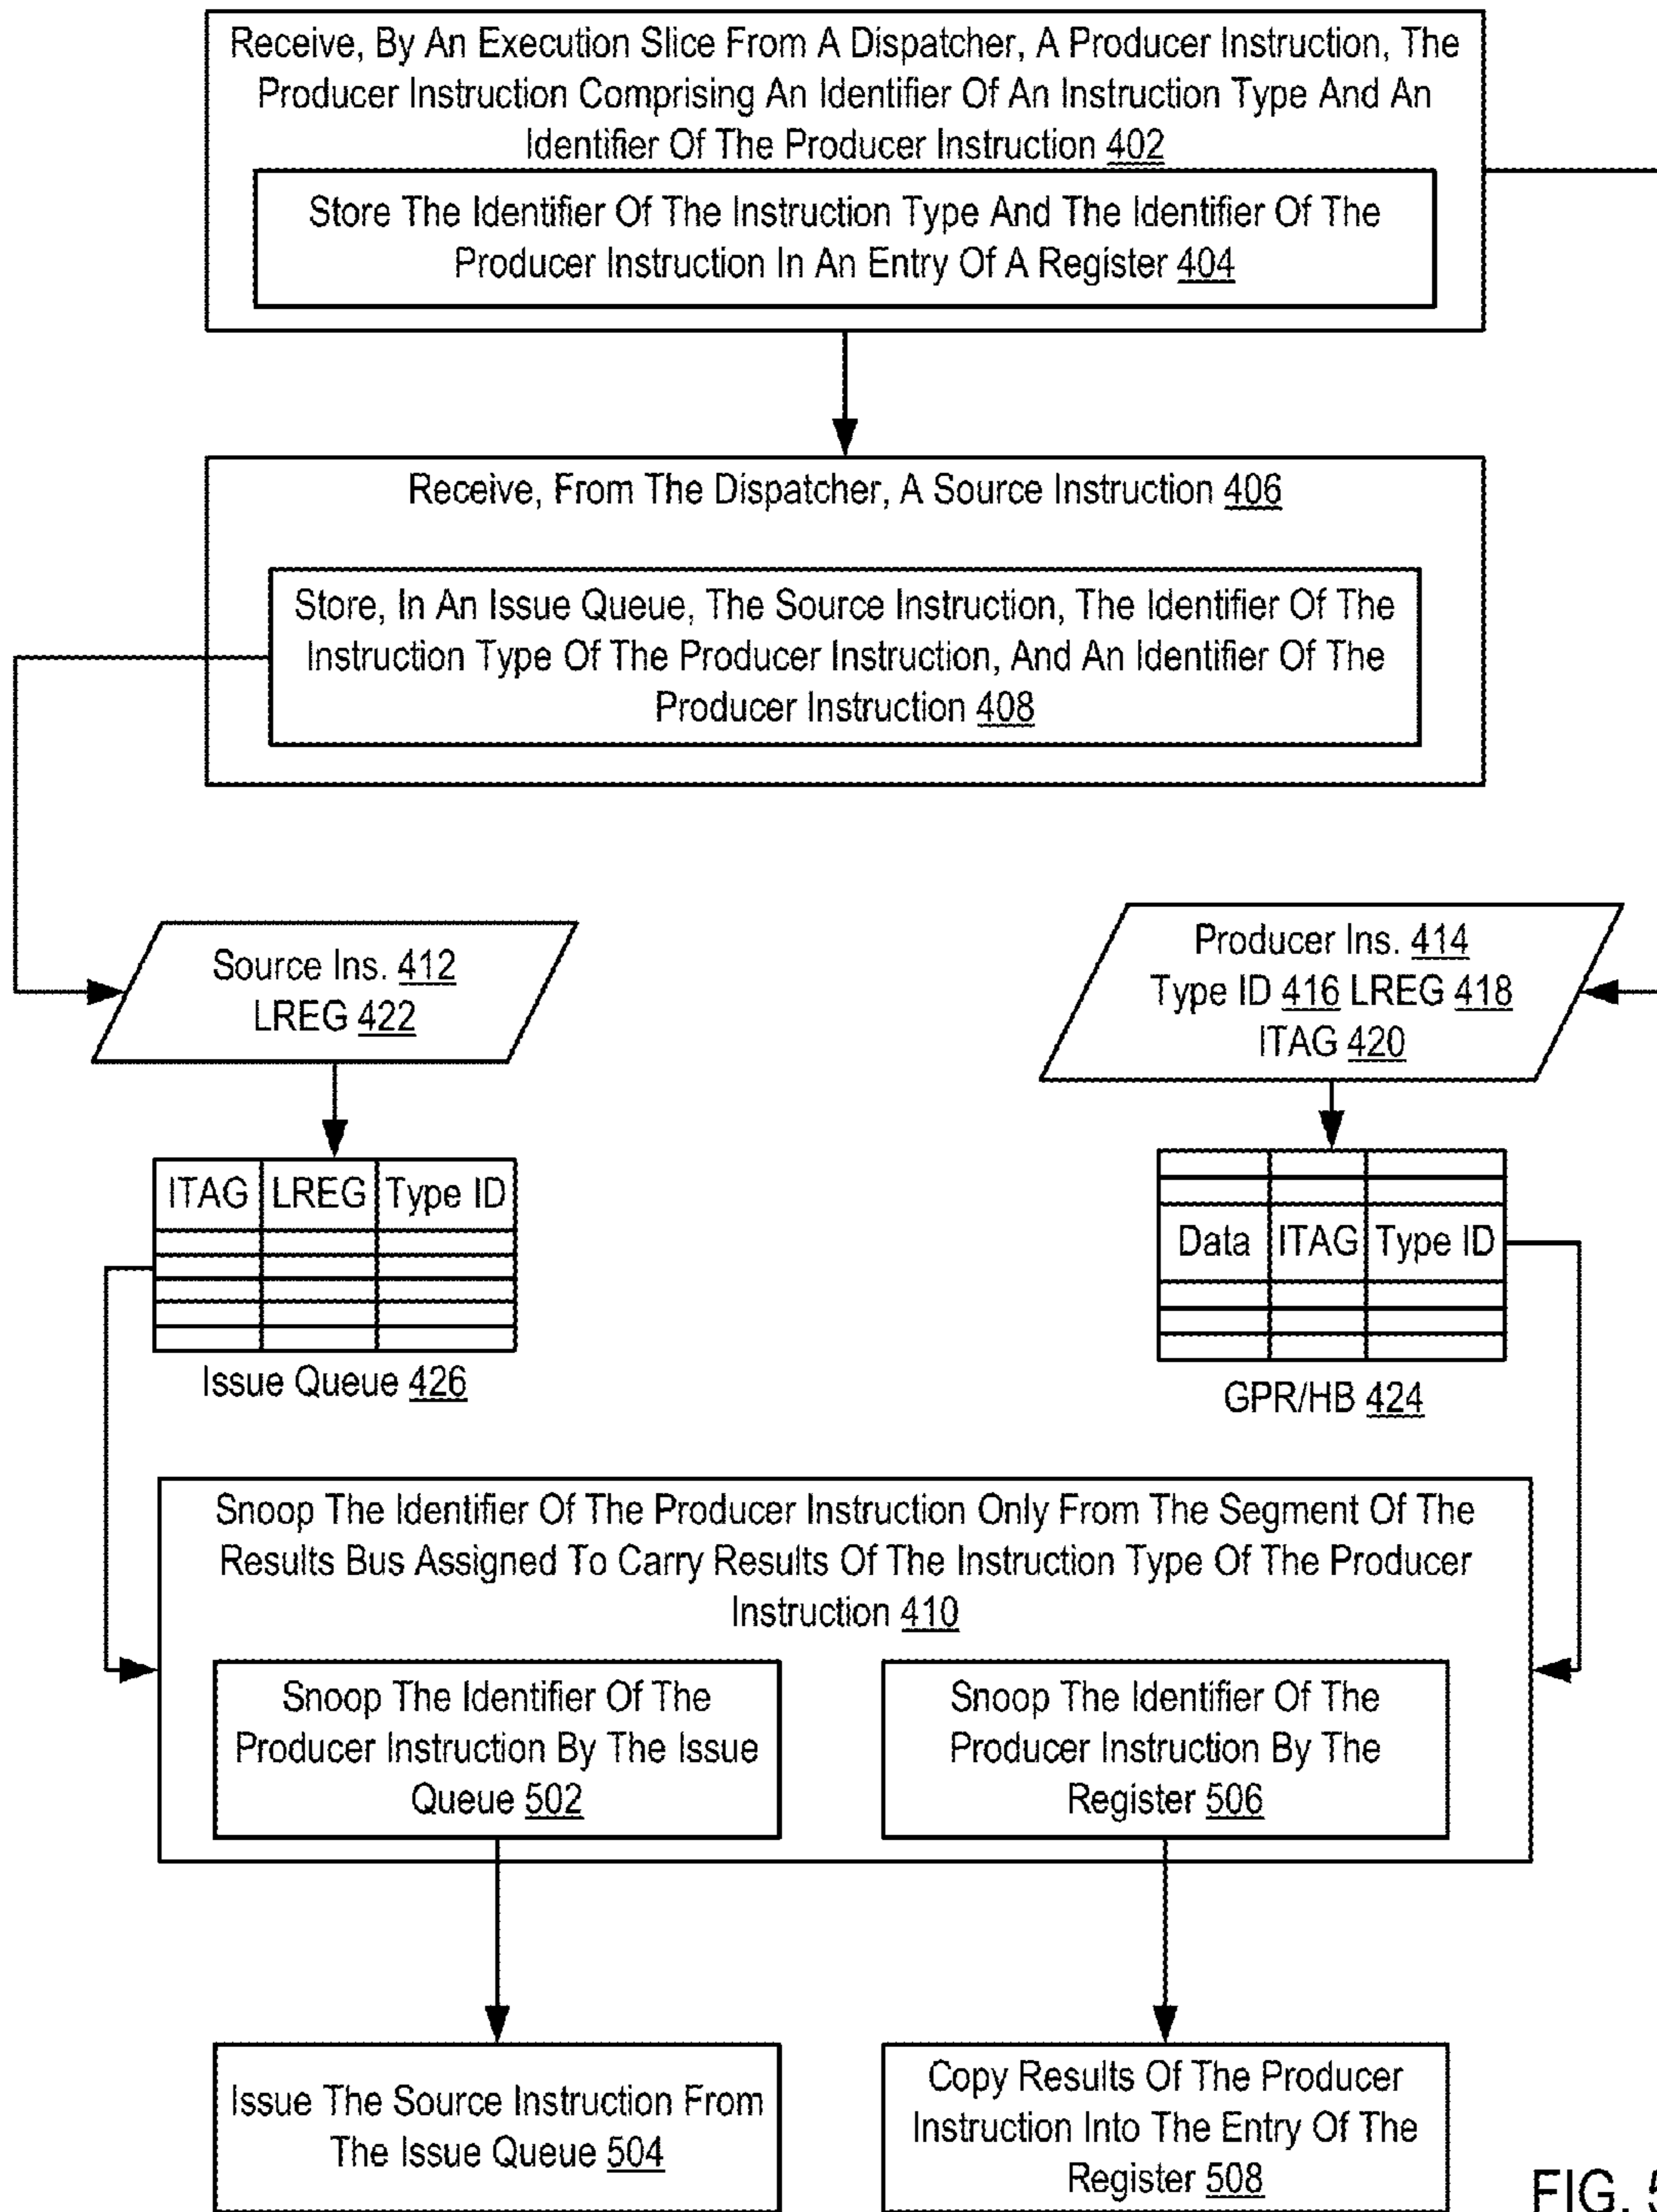 Receive, By An Execution Slice From A Dispatcher, A Producer Instruction, The
Producer Instruction Comprising An Identifier Of An Instruction Type And An
Identifier Of The Producer Instruction 402
Store The Identifier Of The Instruction Type And The Identifier Of The
Producer Instruction In An Entry Of A Register 404
Receive, From The Dispatcher, A Source Instruction 406
Store, In An Issue Queue, The Source Instruction, The Identifier Of The
Instruction Type Of The Producer Instruction, And An Identifier Of The
Producer Instruction 408
Source Ins. 412
LREG 422
Producer Ins. 414
Type ID 416 LREG 418
ITAG 420
ITAG LREG Type ID
Issue Queue 426
Data ITAG Type ID
GPR/HB 424
Snoop The Identifier Of The Producer Instruction Only From The Segment Of The
Results Bus Assigned To Carry Results Of The Instruction Type Of The Producer
Instruction 410
Snoop The Identifier Of The
Producer Instruction By The Issue
Queue 502
Snoop The Identifier Of The
Producer Instruction By The
Register 506
Issue The Source Instruction From
The Issue Queue 504
Copy Results Of The Producer
Instruction Into The Entry Of The
Register 508
FIG. 5